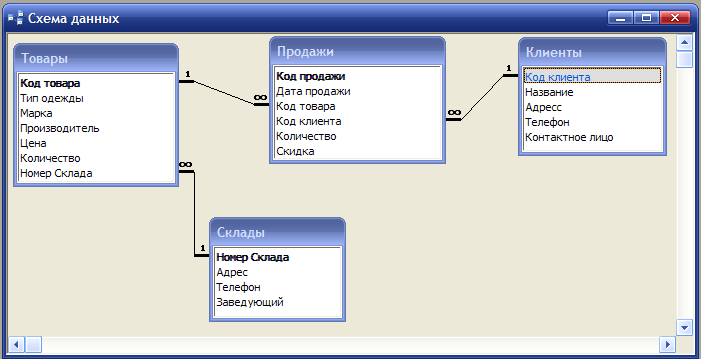 Схема данных
Товары
Код товара
Тип одежды
Марка
Производитель
Цена
Количество
Номер Склада
1
∞
Продажи
Код продажи
Дата продажи
Код товара
Код клиента
Количество
Скидка
∞
∞
Клиенты
1
Код клиента
Название
Адресс
Телефон
Контактное лицо
Склады
1
Номер Склада
Адрес
Телефон
Заведующий